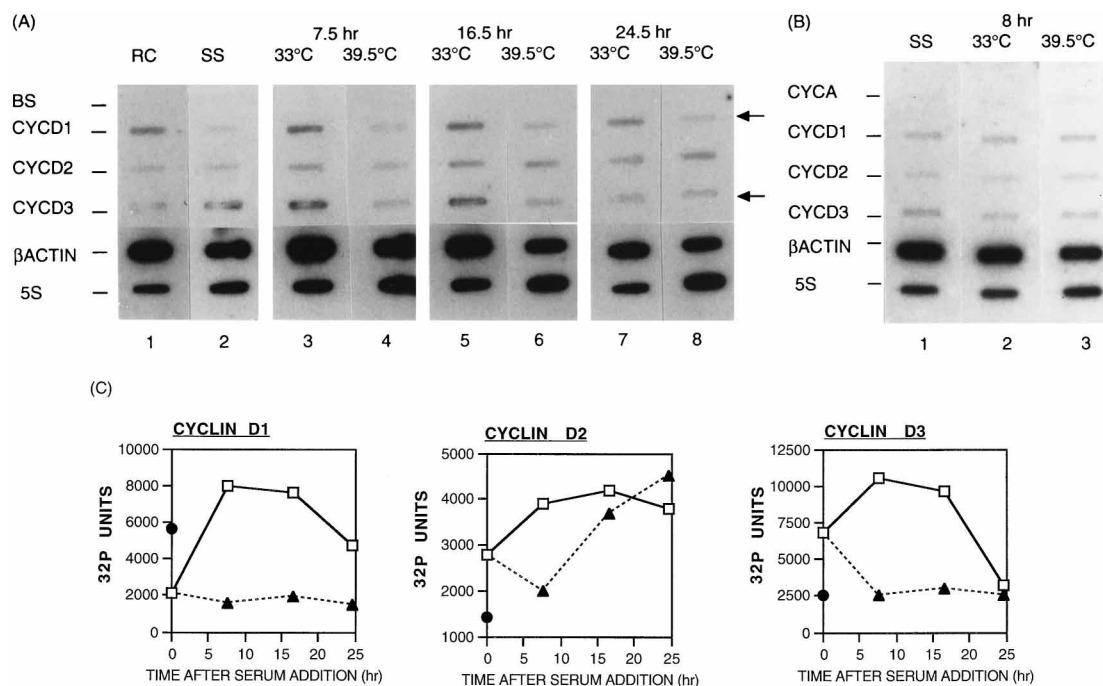 (A)
7.5 hr 16.5 hr 24.5 hr
RC SS 33°C 39.5°C 33°C 39.5°C 33°C 39.5°C
BS
CYCD1
CYCD2
CYCD3
βACTIN
5S
1 2 3 4 5 6 7 8
(B)
8 hr
SS 33°C 39.5°C
CYCA
CYCD1
CYCD2
CYCD3
βACTIN
5S
1 2 3
(C)
CYCLIN D1
32P UNITS
10000
8000
6000
4000
2000
0
0 5 10 15 20 25
TIME AFTER SERUM ADDITION (hr)
CYCLIN D2
32P UNITS
5000
4000
3000
2000
1000
0 5 10 15 20 25
TIME AFTER SERUM ADDITION (hr)
CYCLIN D3
32P UNITS
12500
10000
7500
5000
2500
0
0 5 10 15 20 25
TIME AFTER SERUM ADDITION (hr)